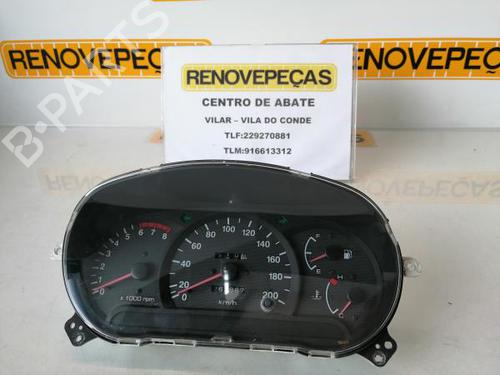 RENOVEPEÇAS
RENOVEPEÇAS
RENOVEPEÇAS
CENTRO DE ABATE
VILAR – VILA DO CONDE
TLF:229270881
TLM:916613312
B-PARTS
RENOVEPEÇAS
0 1 2 3 4 5 6 7 8
x 1000 rpm
0 20 40 60 80 100 120 140 160 180 200
km/h
F
E
H
C